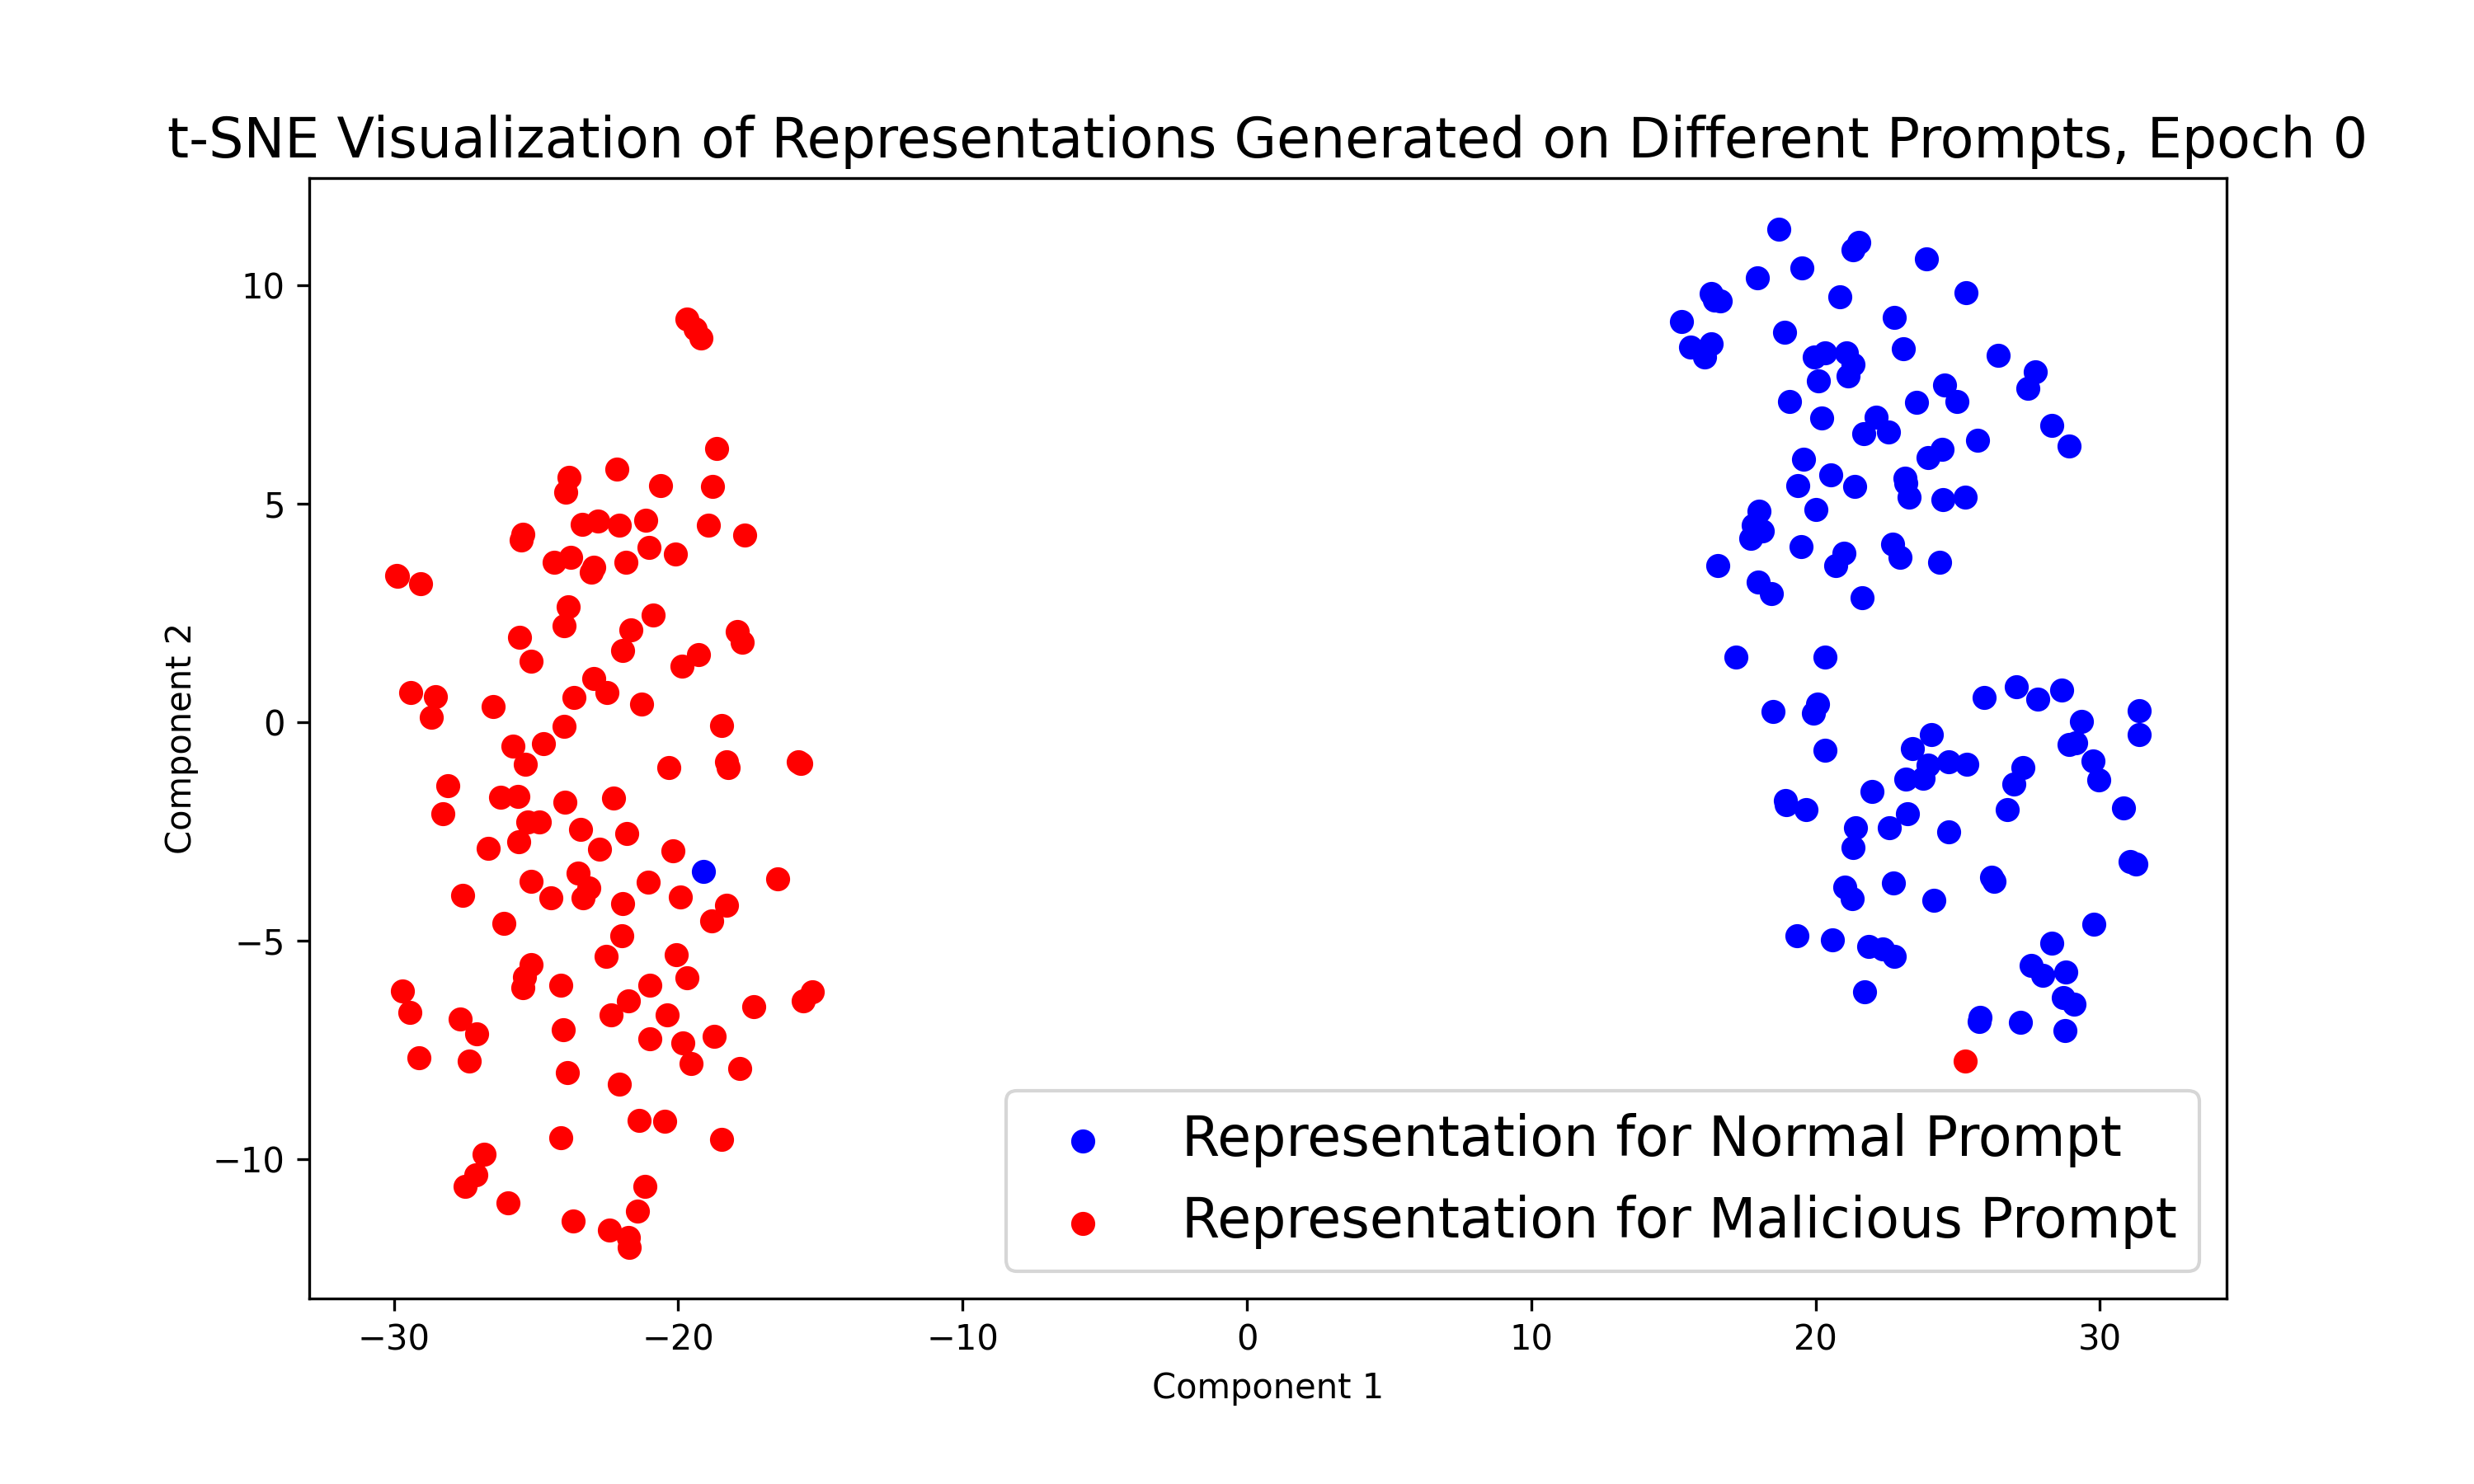 t-SNE Visualization of Representations Generated on Different Prompts, Epoch 0
10
5
0
−5
−10
Component 2
Representation for Normal Prompt
Representation for Malicious Prompt
−30
−20
−10
0
10
20
30
Component 1